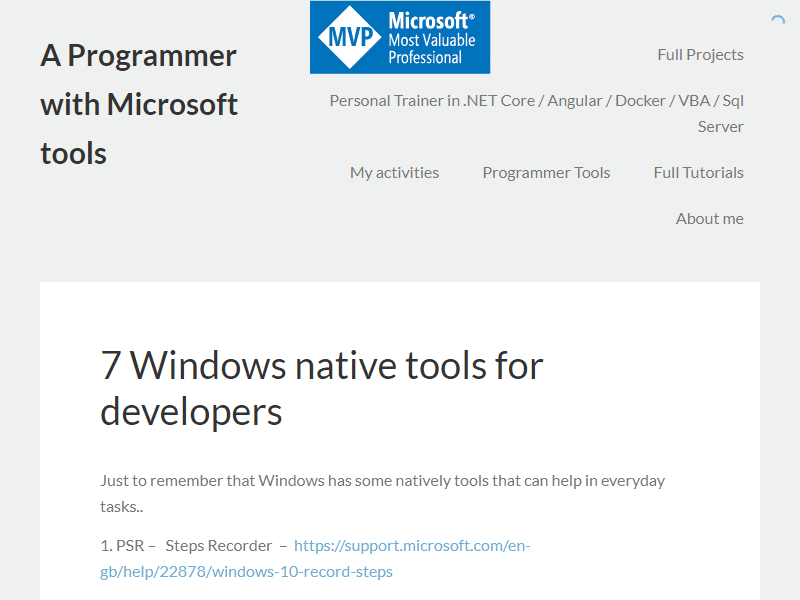 A Programmer
with Microsoft
tools
MVP
Microsoft®
Most Valuable
Professional
Full Projects
Personal Trainer in .NET Core / Angular / Docker / VBA / Sql
Server
My activities
Programmer Tools
Full Tutorials
About me
7 Windows native tools for
developers
Just to remember that Windows has some natively tools that can help in everyday
tasks..
1. PSR – Steps Recorder – https://support.microsoft.com/en-
gb/help/22878/windows-10-record-steps